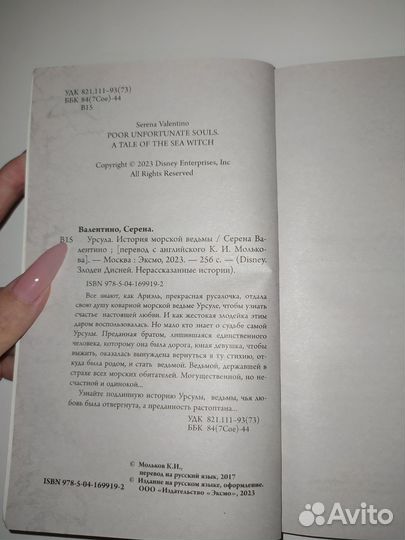 УДК 821.111-93(73)
ББК 84(7Сое)-44
В15
Serena Valentino
POOR UNFORTUNATE SOULS.
A TALE OF THE SEA WITCH
Copyright © 2023 Disney Enterprises, Inc
All Rights Reserved
Валентино, Серена.
В15 Урсула. История морской ведьмы / Серена Ва-
лентино ; [перевод с английского К. И. Молько-
ва]. — Москва : Эксмо, 2023. — 256 с. — (Disney.
Злодеи Дисней. Нерассказанные истории).
ISBN 978-5-04-169919-2
Все знают, как Ариэль, прекрасная русалочка, отдала
свою душу коварной морской ведьме Урсуле, чтобы узнать
счастье настоящей любви. И как жестокая злодейка этим
даром воспользовалась. Но мало кто знает о судьбе самой
Урсулы. Преданная братом, лишившаяся единственного
человека, которому она была дорога, юная девушка, чтобы
выжить, оказалась вынуждена вернуться в ту стихию, от-
куда была родом, и стать ведьмой. Ведьмой, державшей в
страхе всех морских обитателей. Могущественной, но не-
счастной и одинокой...
Узнайте подлинную историю Урсулы, ведьмы, чья лю-
бовь была отвергнута, а преданность растоптана...
УДК 821.111-93(73)
ББК 84(7Сое)-44
© Мольков К.И.,
перевод на русский язык, 2017
© Издание на русском языке, оформление.
ISBN 978-5-04-169919-2 ООО «Издательство «Эксмо», 2023
Avito